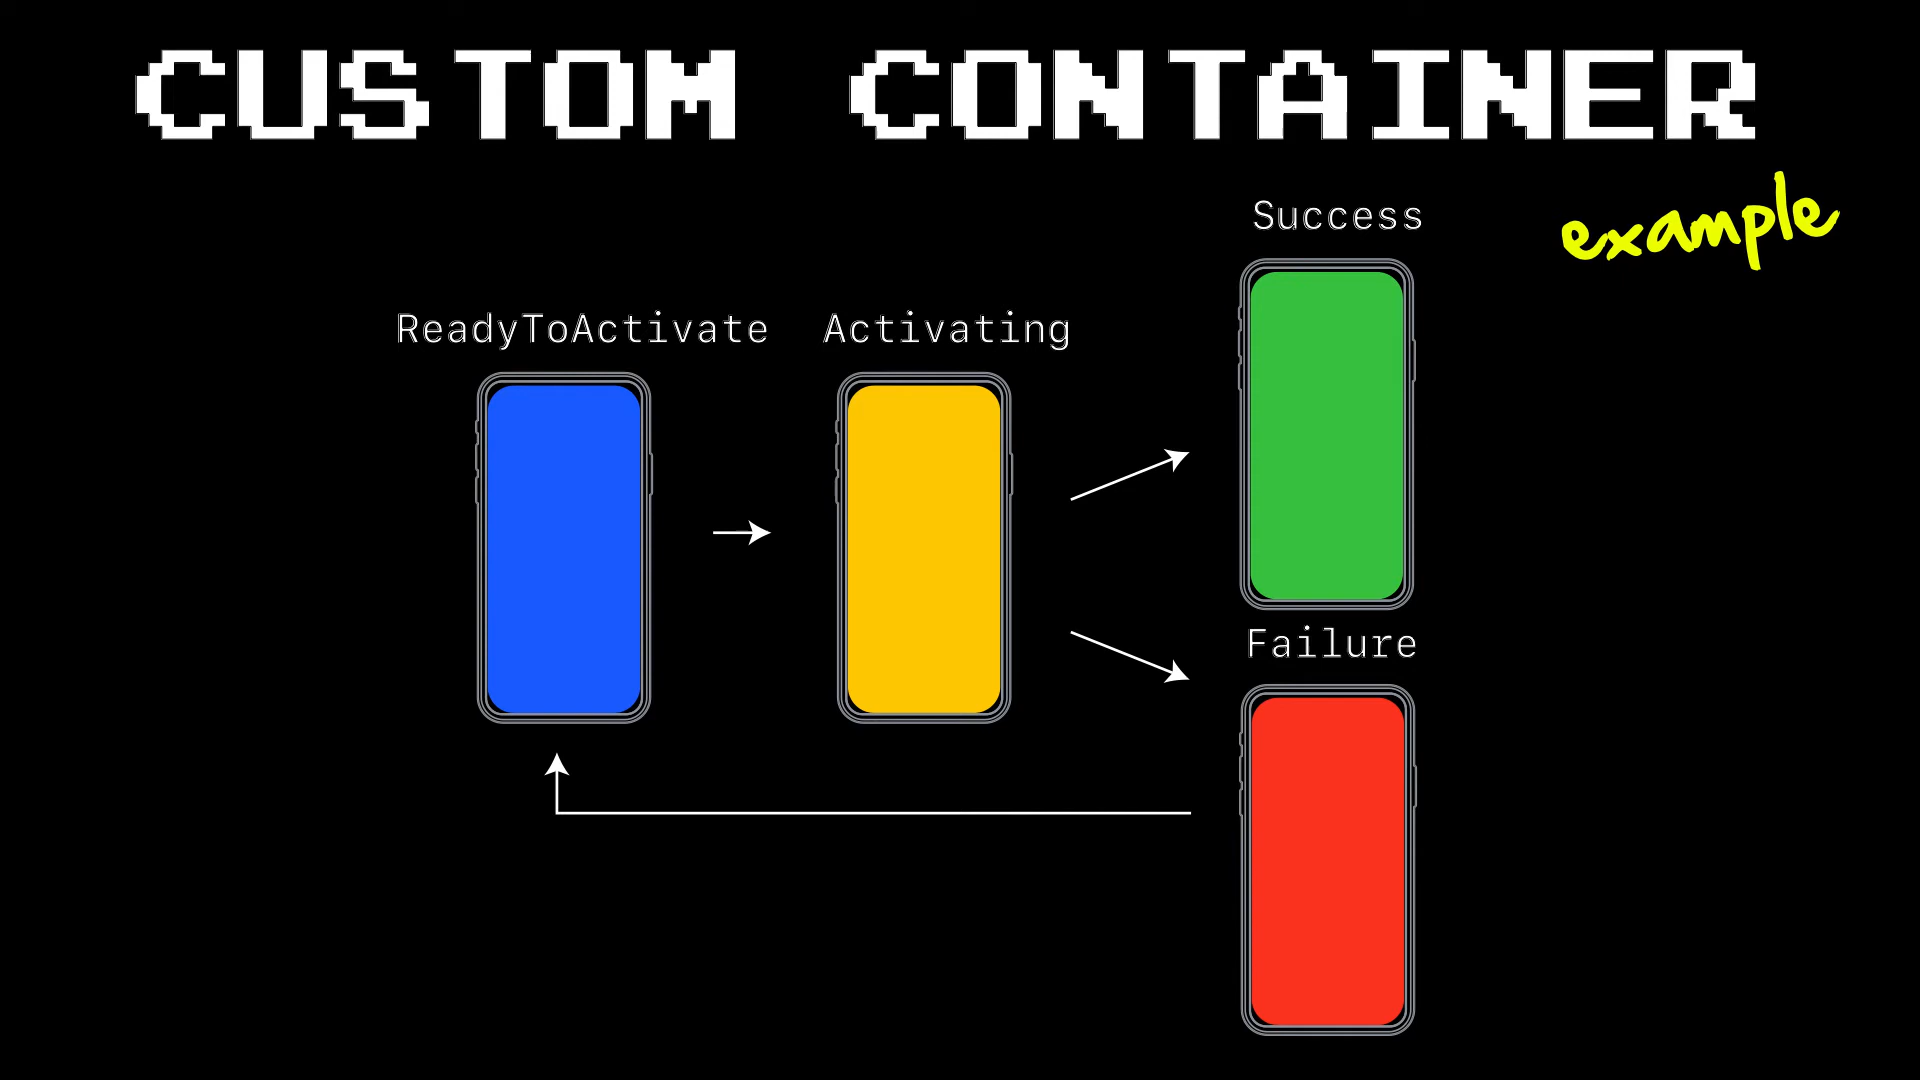 CUSTOM CONTAINER
example
Success
ReadyToActivate
Activating
Failure